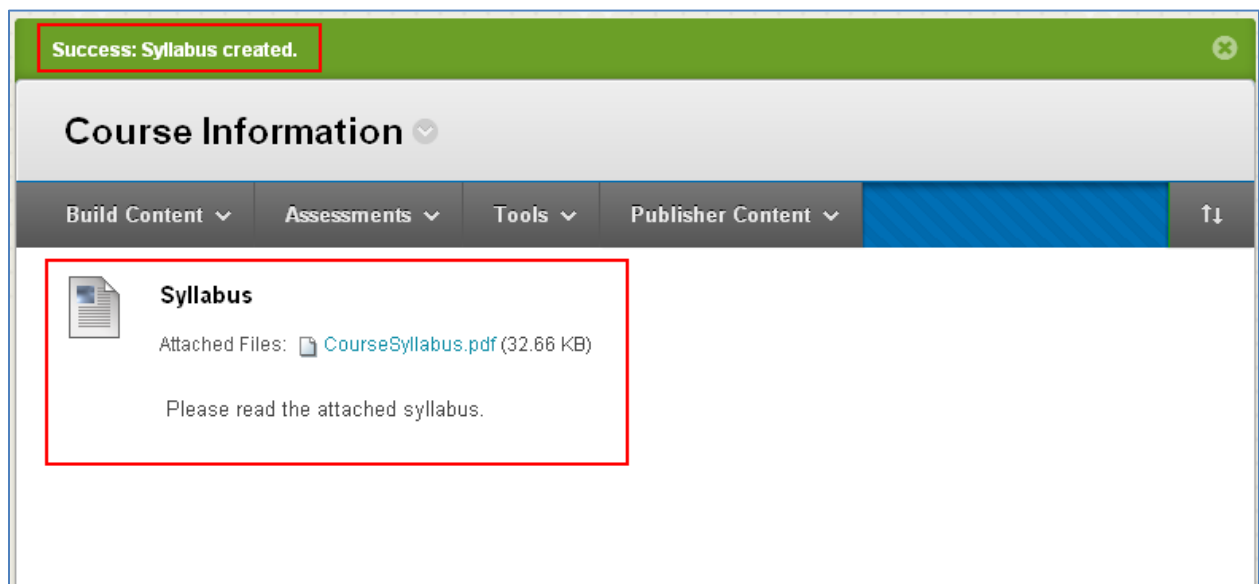 Success: Syllabus created.
Course Information
Build Content Assessments Tools Publisher Content
Syllabus
Attached Files: CourseSyllabus.pdf (32.66 KB)
Please read the attached syllabus.